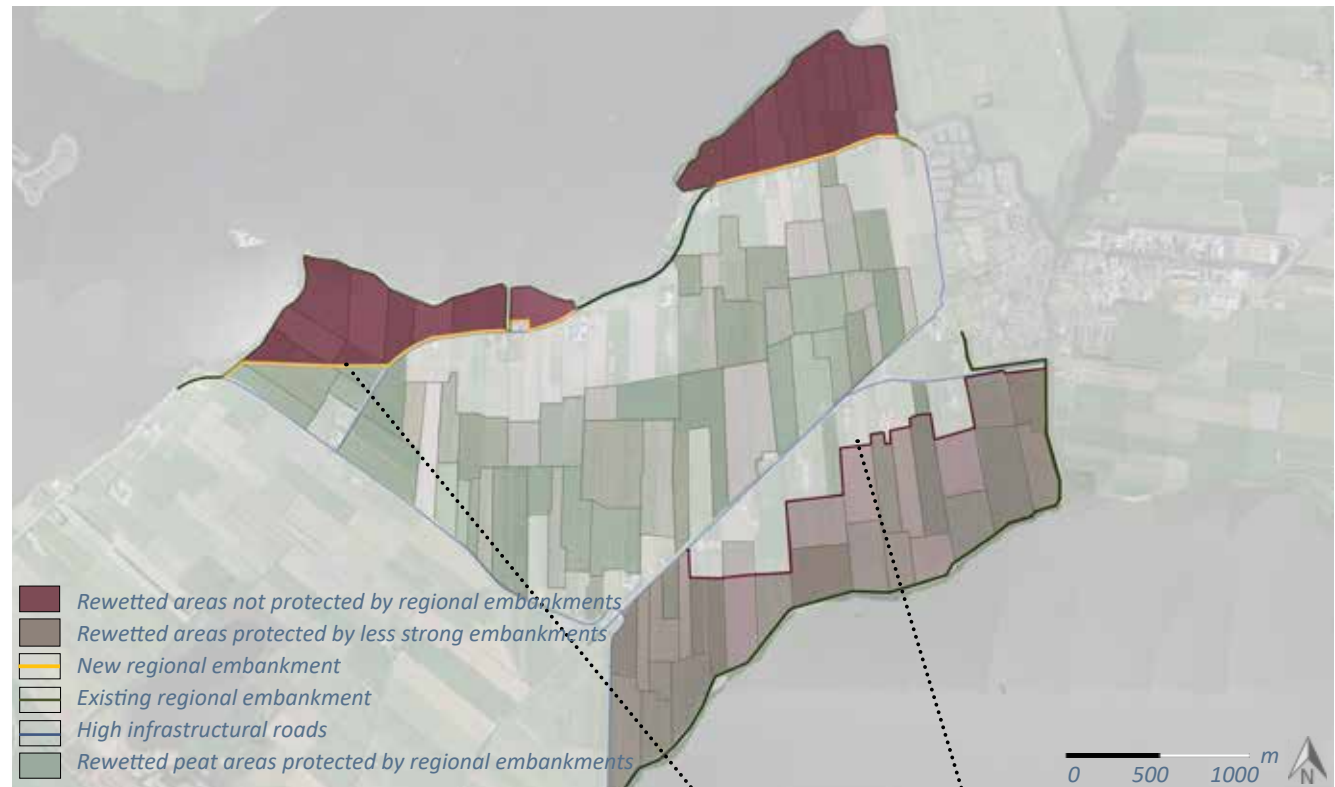 Rewetted areas not protected by regional embankments
Rewetted areas protected by less strong embankments
New regional embankment
Existing regional embankment
High infrastructural roads
Rewetted peat areas protected by regional embankments
m
0 500 1000
N